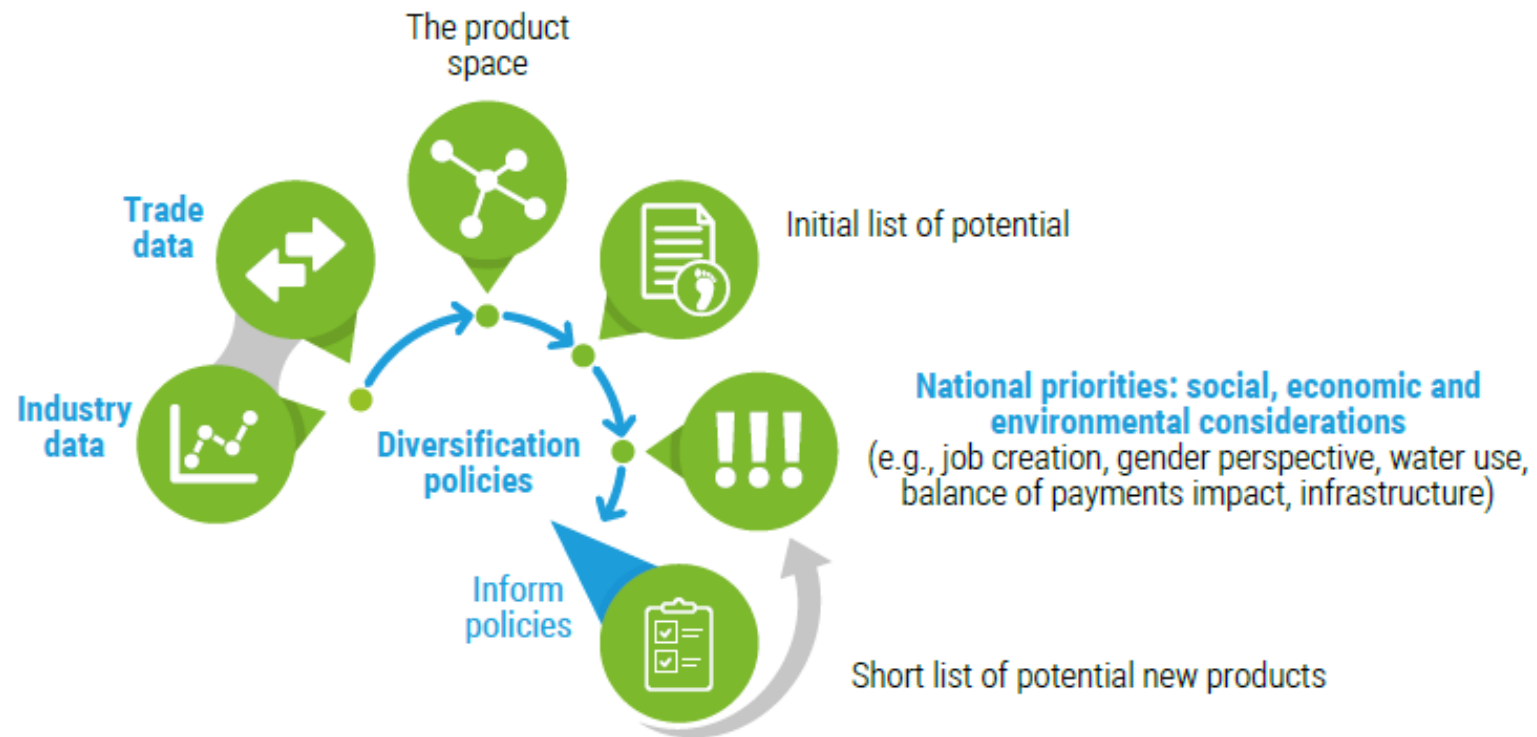 The product
space
Trade
data
Initial list of potential
Industry
data
Diversification
policies
National priorities: social, economic and
environmental considerations
(e.g., job creation, gender perspective, water use,
balance of payments impact, infrastructure)
Inform
policies
Short list of potential new products